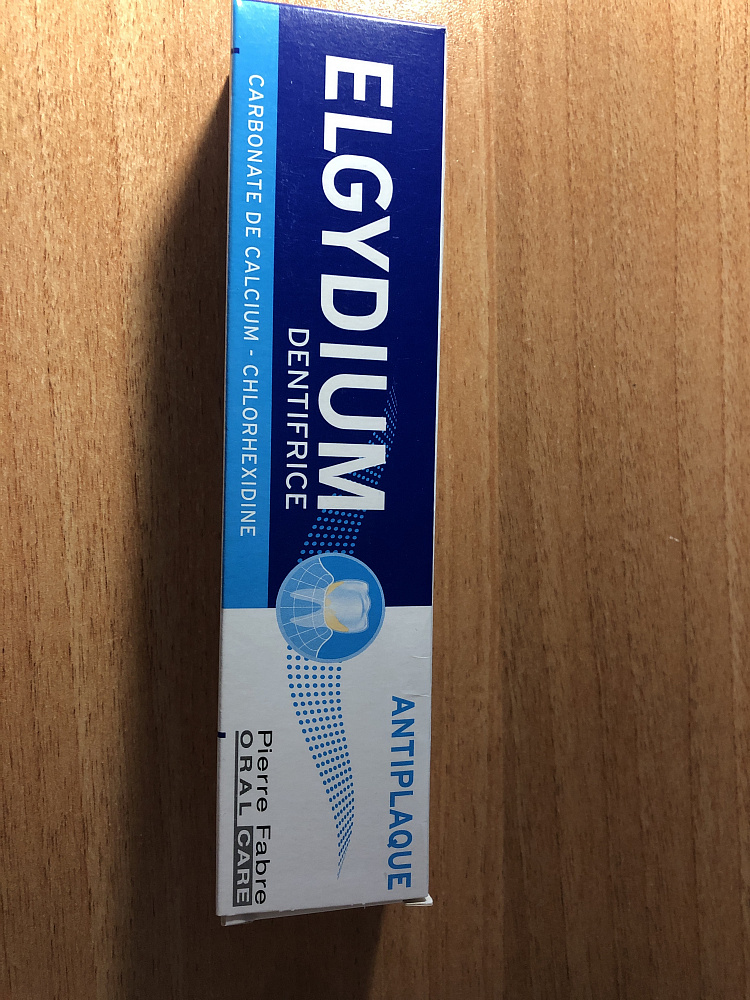 ELGYDIUM
DENTIFRICE
CARBONATE DE CALCIUM - CHLORHEXIDINE
ANTIPLAQUE
Pierre Fabre
ORAL CARE